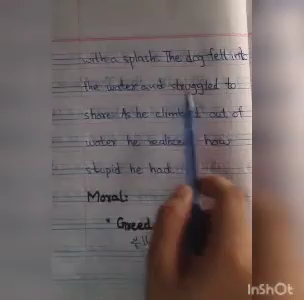 with a splash. The dog fell into
the water and struggled to
shore. As he climbed out of
water he realized how
stupid he had
Moral:
* Greed
InShOt